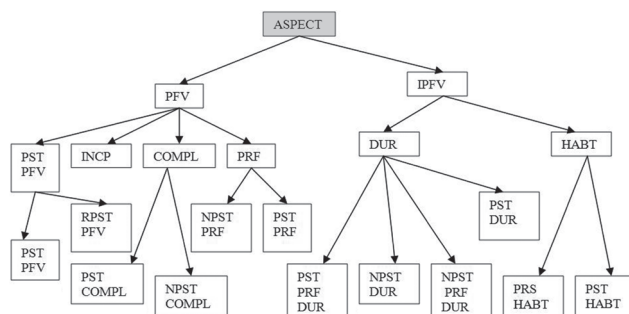 ASPECT
PFV
IPFV
PST
PFV
INCP
COMPL
PRF
DUR
HABT
RPST
PFV
NPST
PRF
PST
PRF
PST
DUR
PST
PFV
PST
COMPL
NPST
COMPL
PST
PRF
DUR
NPST
DUR
NPST
PRF
DUR
PRS
HABT
PST
HABT